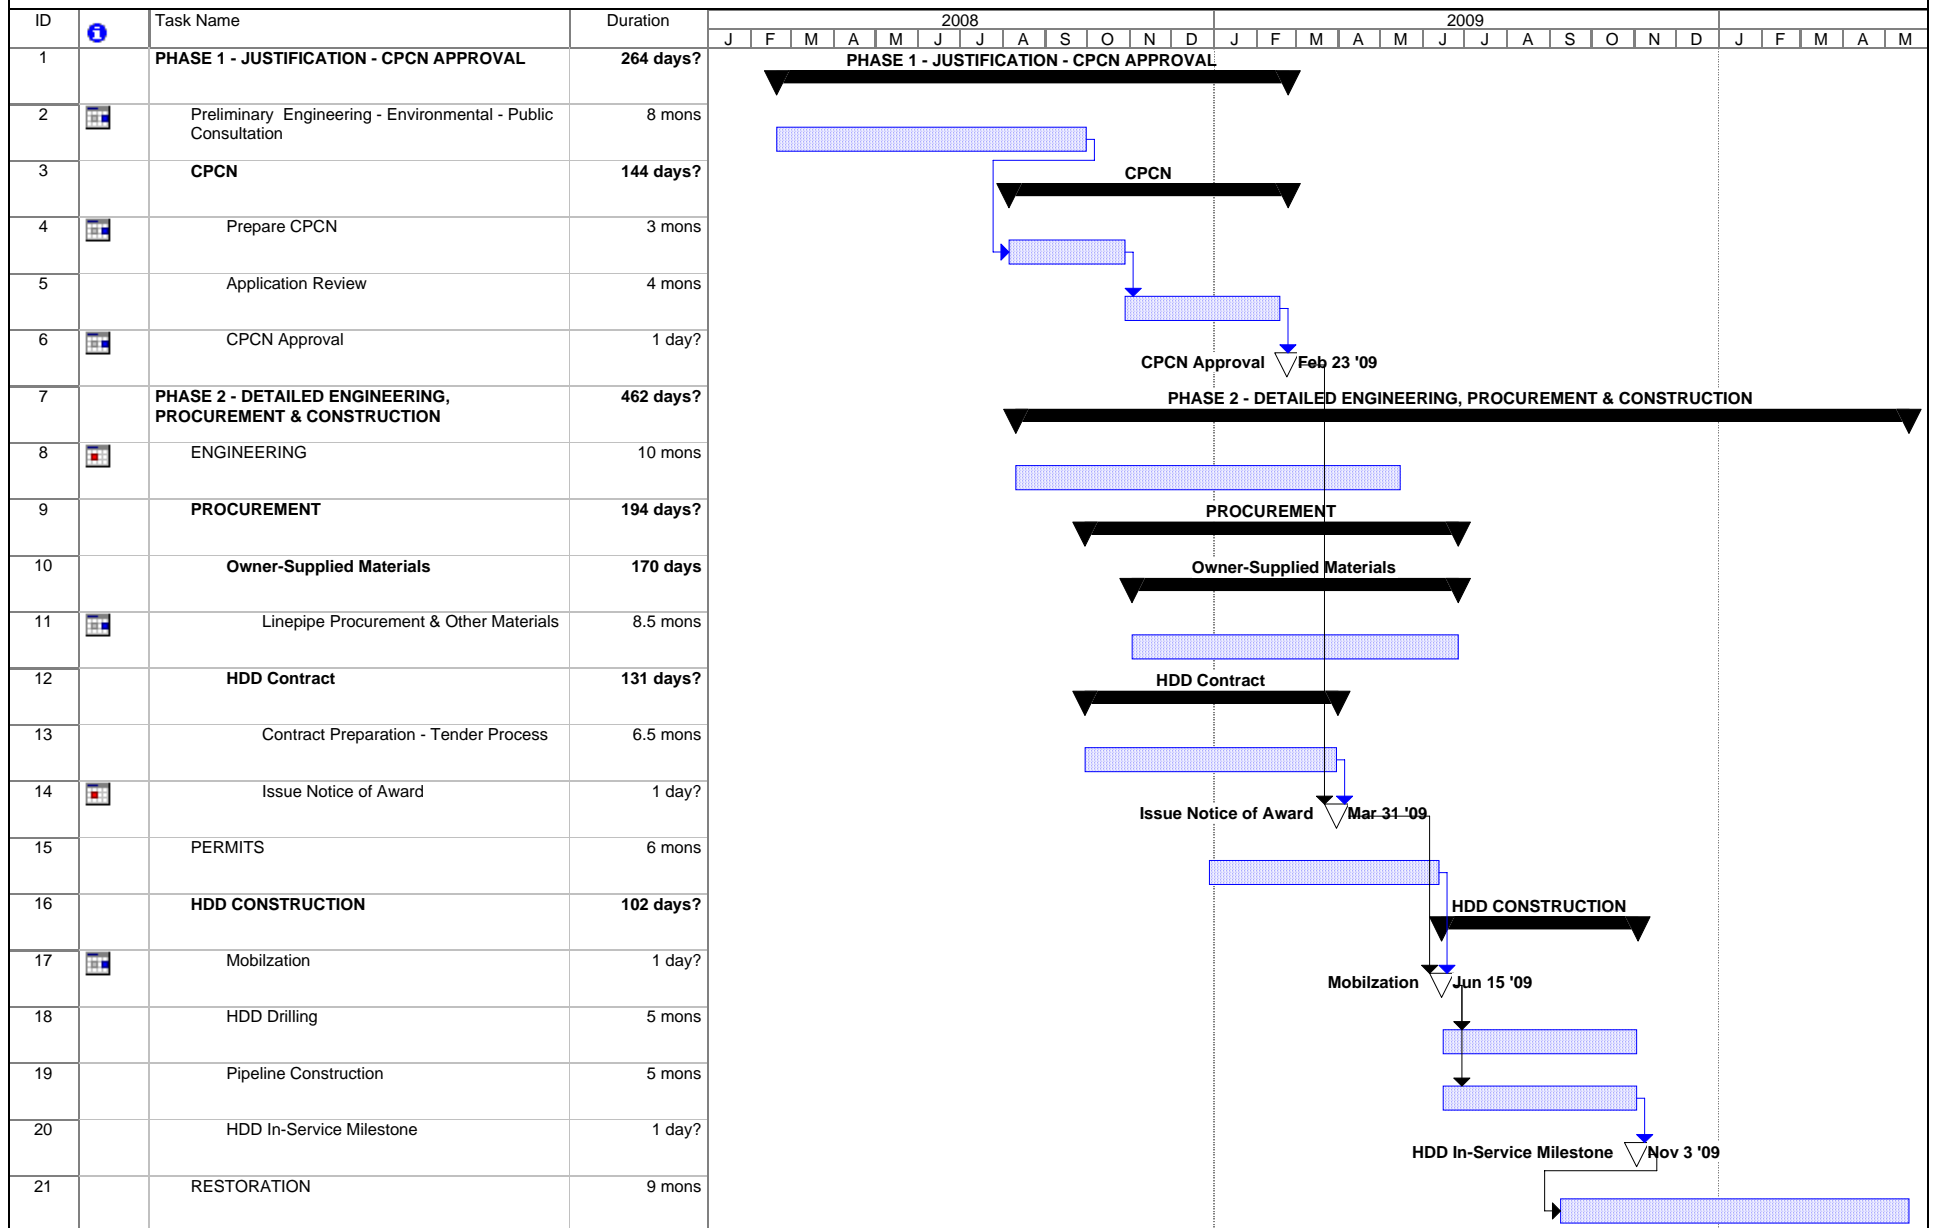 ID Task Name Duration 2008 2009
J F M A M J J A S O N D J F M A M J J A S O N D J F M A M
1 PHASE 1 - JUSTIFICATION - CPCN APPROVAL 264 days? PHASE 1 - JUSTIFICATION - CPCN APPROVAL
2 Preliminary Engineering - Environmental - Public 8 mons
Consultation
3 CPCN 144 days? CPCN
4 Prepare CPCN 3 mons
5 Application Review 4 mons
6 CPCN Approval 1 day?
CPCN Approval Feb 23 '09
7 PHASE 2 - DETAILED ENGINEERING, 462 days? PHASE 2 - DETAILED ENGINEERING, PROCUREMENT & CONSTRUCTION
PROCUREMENT & CONSTRUCTION
8 ENGINEERING 10 mons
9 PROCUREMENT 194 days? PROCUREMENT
10 Owner-Supplied Materials 170 days Owner-Supplied Materials
11 Linepipe Procurement & Other Materials 8.5 mons
12 HDD Contract 131 days? HDD Contract
13 Contract Preparation - Tender Process 6.5 mons
14 Issue Notice of Award 1 day?
Issue Notice of Award Mar 31 '09
15 PERMITS 6 mons
16 HDD CONSTRUCTION 102 days? HDD CONSTRUCTION
17 Mobilzation 1 day?
Mobilzation Jun 15 '09
18 HDD Drilling 5 mons
19 Pipeline Construction 5 mons
20 HDD In-Service Milestone 1 day?
HDD In-Service Milestone Nov 3 '09
21 RESTORATION 9 mons